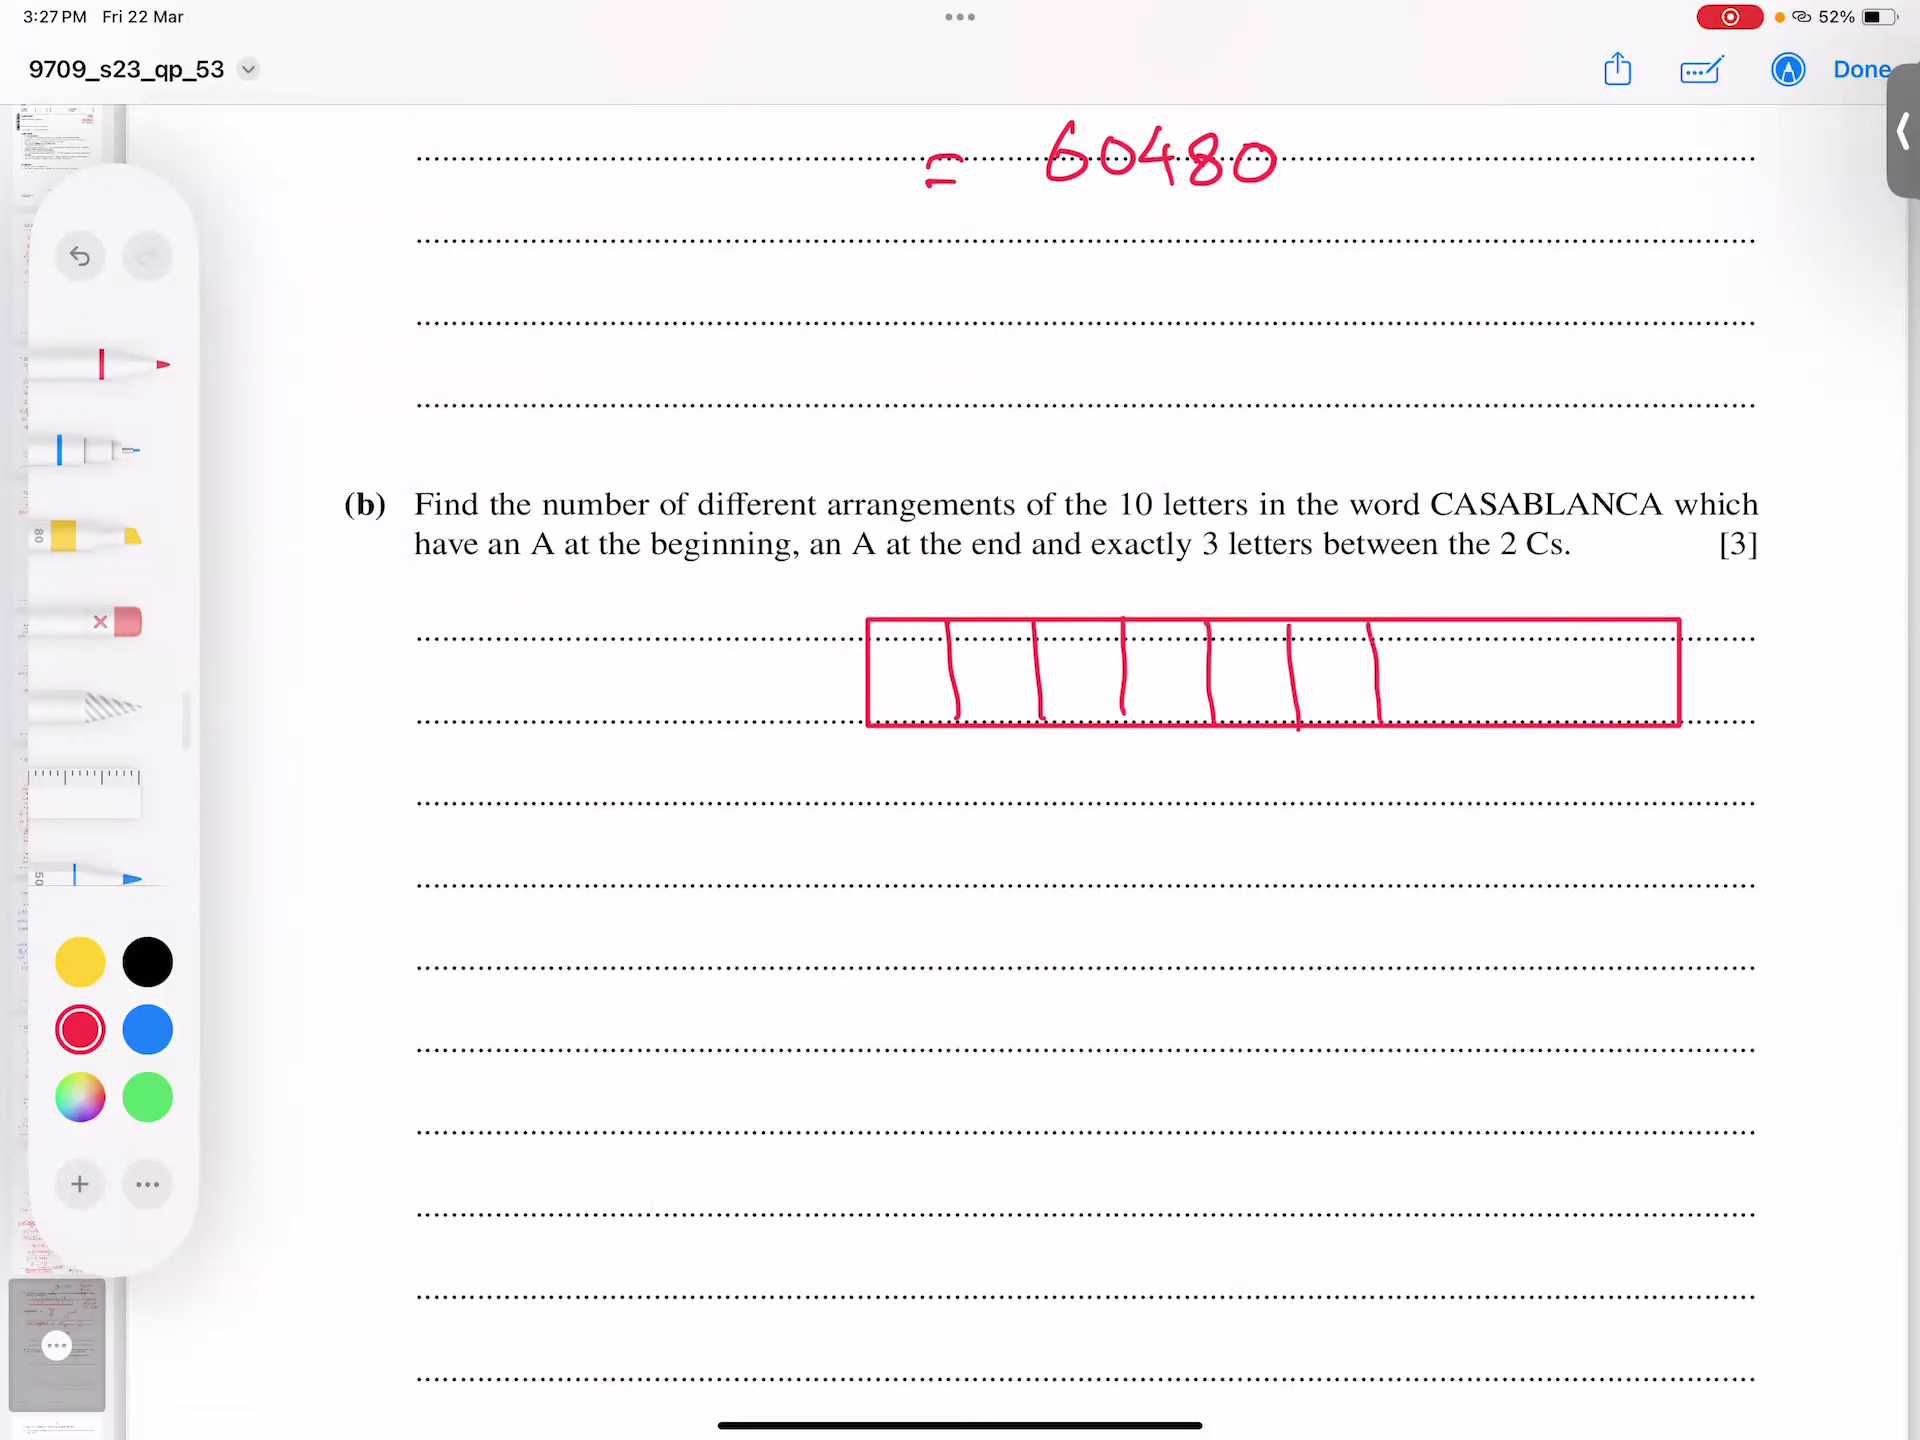 3:27 PM Fri 22 Mar
52%
9709_s23_qp_53
Done
= 60480
80
(b) Find the number of different arrangements of the 10 letters in the word CASABLANCA which
have an A at the beginning, an A at the end and exactly 3 letters between the 2 Cs. [3]
50